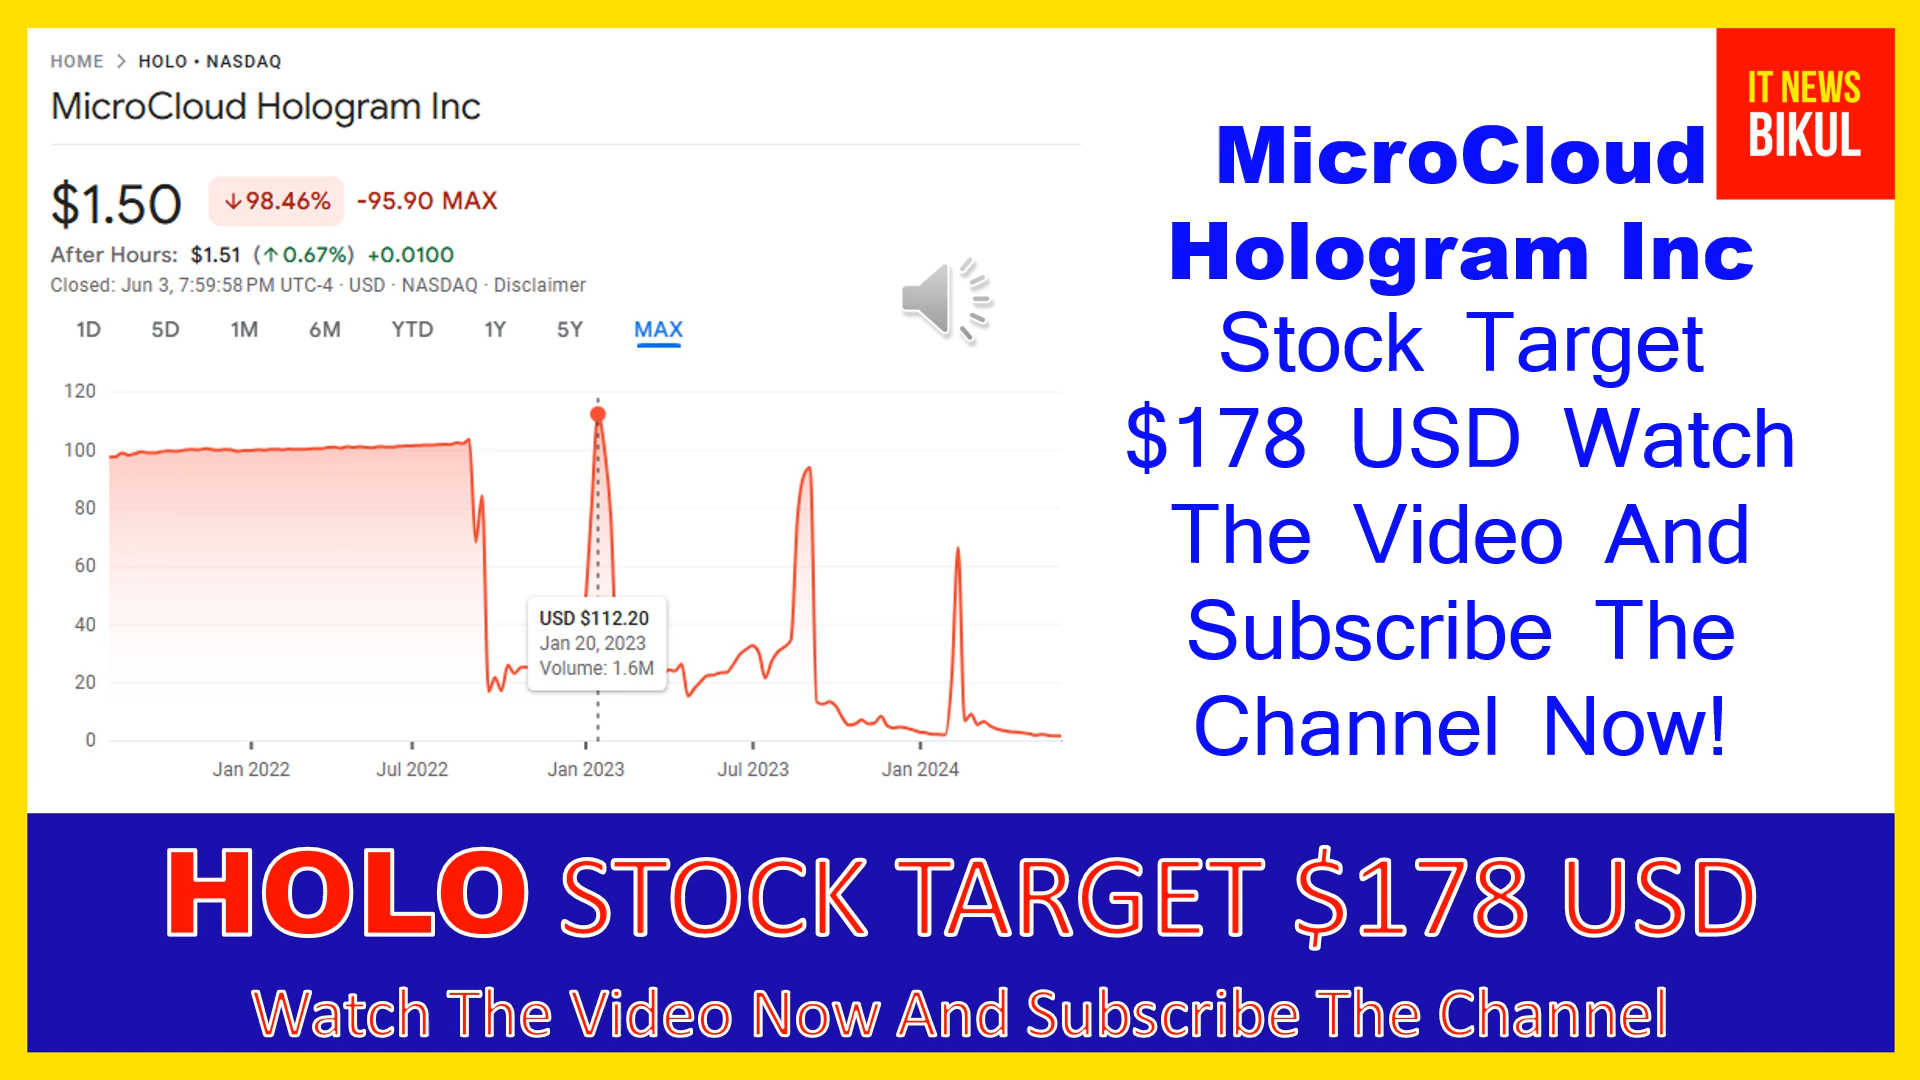 HOME > HOLO • NASDAQ
MicroCloud Hologram Inc
$1.50 ↓98.46% -95.90 MAX
After Hours: $1.51 (↑0.67%) +0.0100
Closed: Jun 3, 7:59:58 PM UTC-4 · USD · NASDAQ · Disclaimer
1D 5D 1M 6M YTD 1Y 5Y MAX
120
100
80
60
40
20
0
USD $112.20
Jan 20, 2023
Volume: 1.6M
Jan 2022 Jul 2022 Jan 2023 Jul 2023 Jan 2024
IT NEWS
BIKUL
MicroCloud
Hologram Inc
Stock Target
$178 USD Watch
The Video And
Subscribe The
Channel Now!
HOLO STOCK TARGET $178 USD
Watch The Video Now And Subscribe The Channel